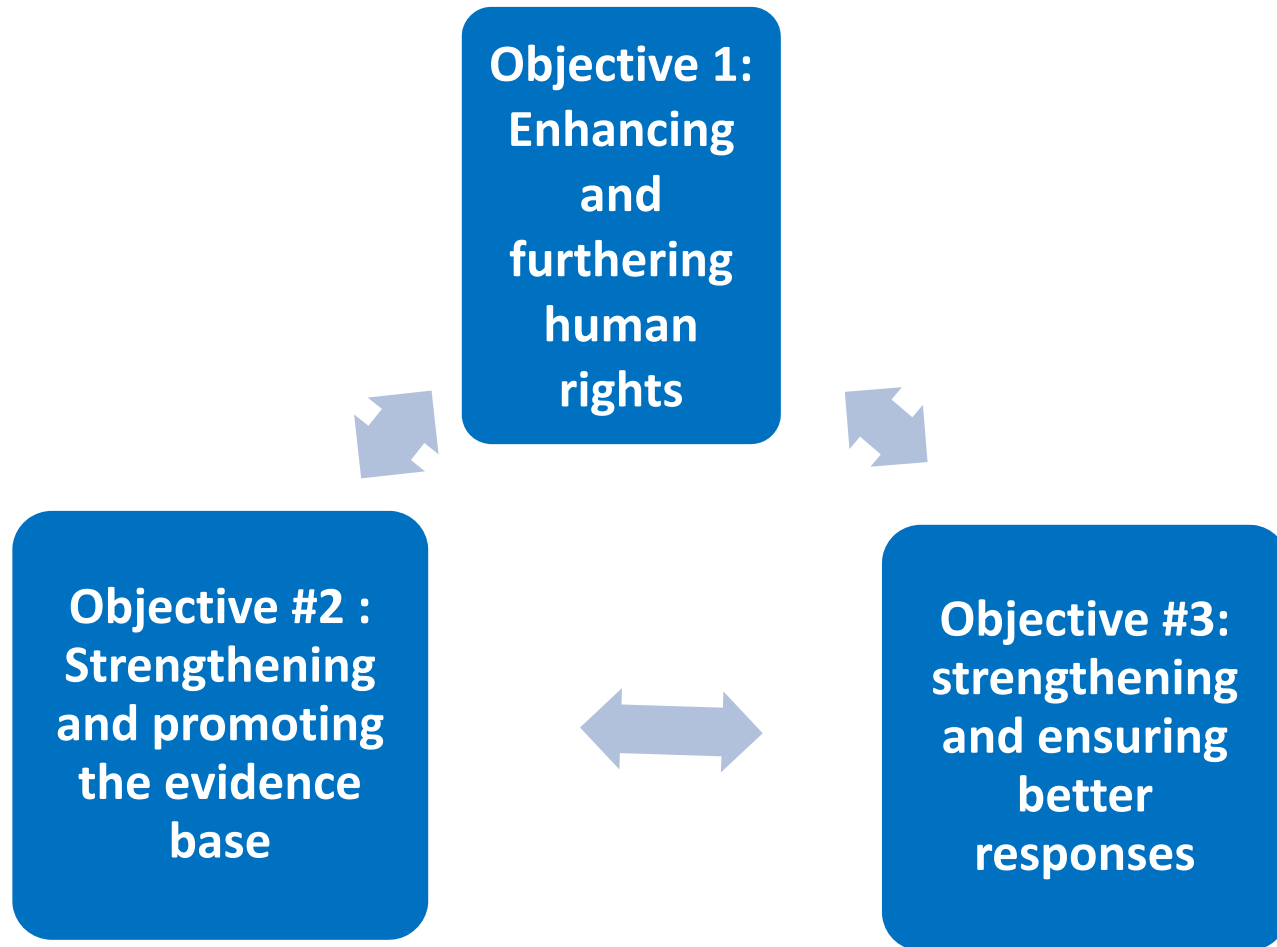 Objective 1:
Enhancing
and
furthering
human
rights
Objective #2 :
Strengthening
and promoting
the evidence
base
Objective #3:
strengthening
and ensuring
better
responses